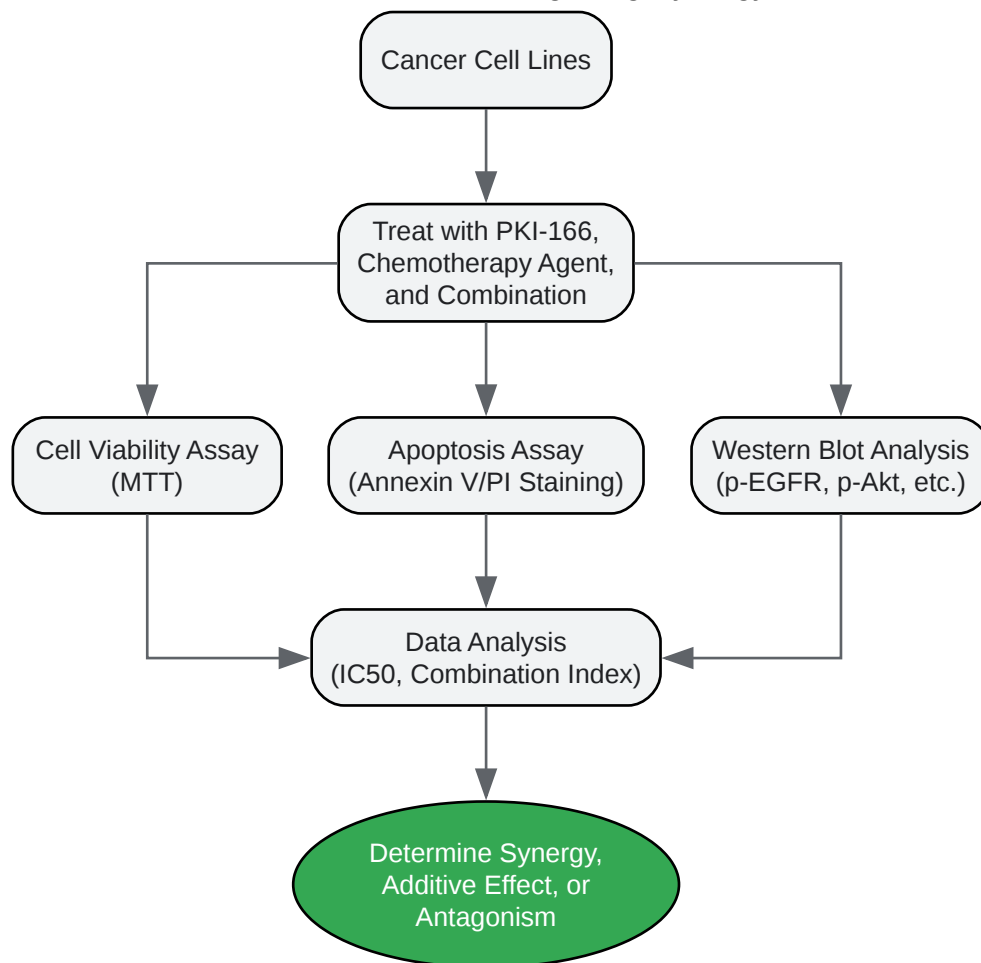 Cancer Cell Lines
Treat with PKI-166,
Chemotherapy Agent,
and Combination
Cell Viability Assay
(MTT)
Apoptosis Assay
(Annexin V/PI Staining)
Western Blot Analysis
(p-EGFR, p-Akt, etc.)
Data Analysis
(IC50, Combination Index)
Determine Synergy,
Additive Effect, or
Antagonism